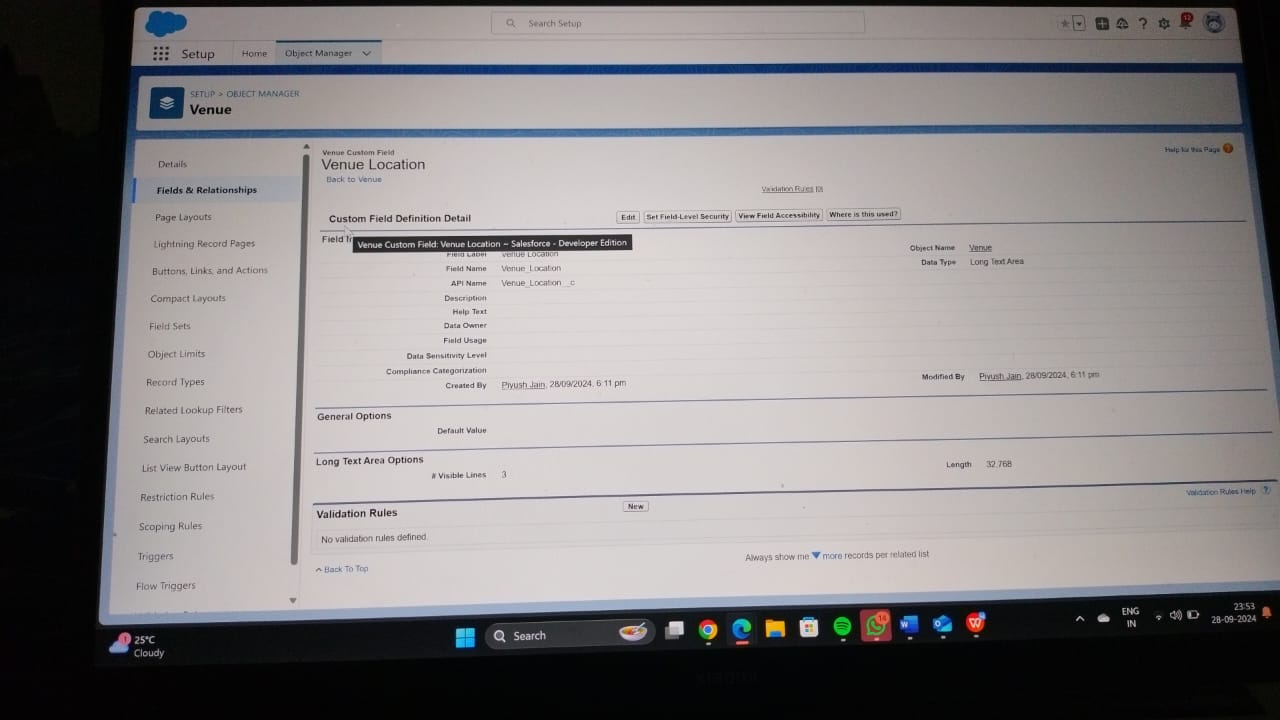 Search Setup
12
Setup
Home
Object Manager
SETUP > OBJECT MANAGER
Venue
Details
Fields & Relationships
Page Layouts
Lightning Record Pages
Buttons, Links, and Actions
Compact Layouts
Field Sets
Object Limits
Record Types
Related Lookup Filters
Search Layouts
List View Button Layout
Restriction Rules
Scoping Rules
Triggers
Flow Triggers
Venue Custom Field
Venue Location
Back to Venue
Help for this Page
Validation Rules [0]
Custom Field Definition Detail
Edit
Set Field-Level Security
View Field Accessibility
Where is this used?
Field I
Venue Custom Field: Venue Location ~ Salesforce - Developer Edition
Field Label Venue Location
Object Name Venue
Field Name Venue_Location
Data Type Long Text Area
API Name Venue_Location__c
Description
Help Text
Data Owner
Field Usage
Data Sensitivity Level
Compliance Categorization
Created By Piyush Jain, 28/09/2024, 6:11 pm
Modified By Piyush Jain, 28/09/2024, 6:11 pm
General Options
Default Value
Long Text Area Options
# Visible Lines 3
Length 32,768
Validation Rules
New
Validation Rules Help ?
No validation rules defined.
Always show me more records per related list
Back To Top
1
25°C
Cloudy
Search
ENG
IN
23:53
28-09-2024
xiaomi